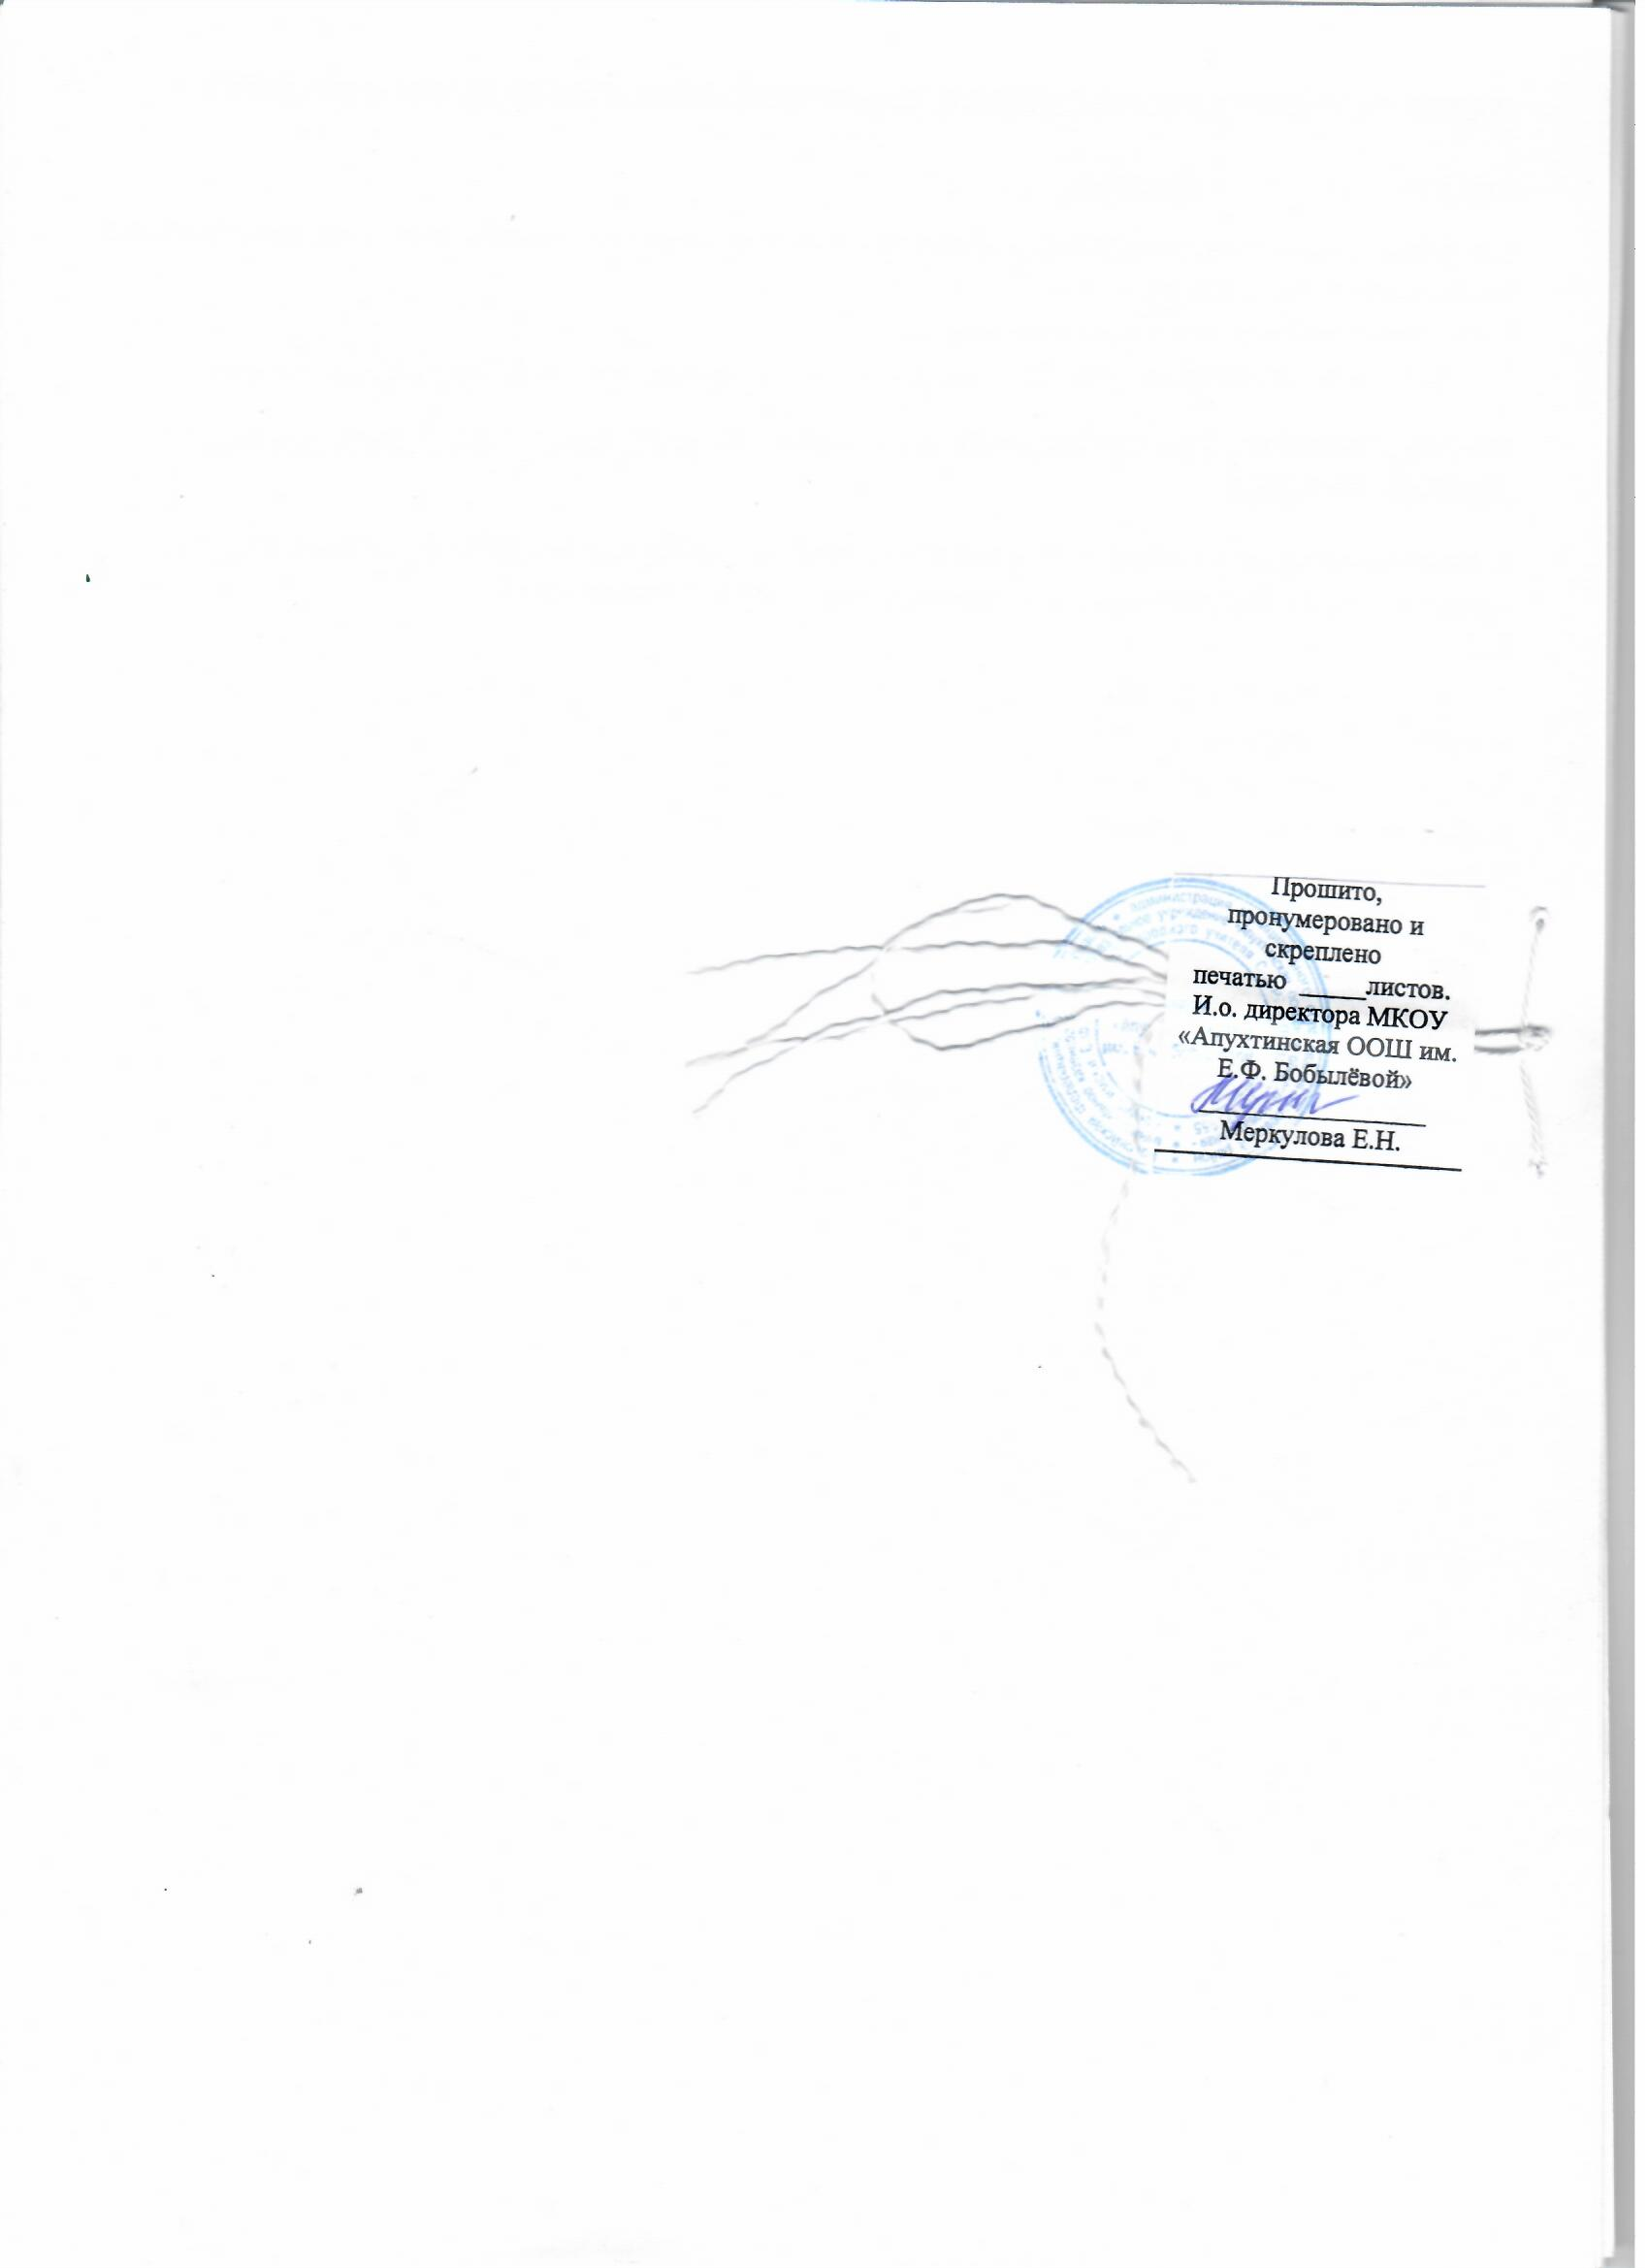 Прошито,
пронумеровано и
скреплено
печатью _____листов.
И.о. директора МКОУ
«Апухтинская ООШ им.
Е.Ф. Бобылёвой»
Меркулова Е.Н.